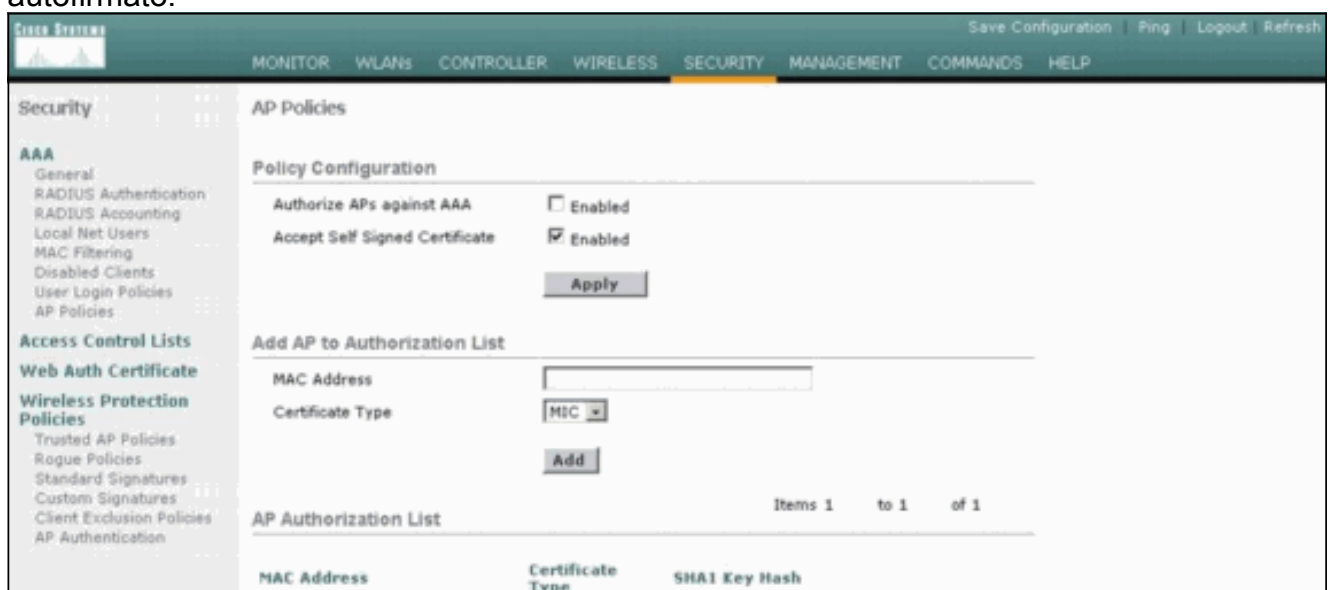 autofirmato.
CISCO SYSTEMS
Save Configuration | Ping | Logout | Refresh
MONITOR WLANs CONTROLLER WIRELESS SECURITY MANAGEMENT COMMANDS HELP
Security
AAA
General
RADIUS Authentication
RADIUS Accounting
Local Net Users
MAC Filtering
Disabled Clients
User Login Policies
AP Policies
Access Control Lists
Web Auth Certificate
Wireless Protection
Policies
Trusted AP Policies
Rogue Policies
Standard Signatures
Custom Signatures
Client Exclusion Policies
AP Authentication
AP Policies
Policy Configuration
Authorize APs against AAA Enabled
Accept Self Signed Certificate Enabled
Apply
Add AP to Authorization List
MAC Address
Certificate Type MIC
Add
Items 1 to 1 of 1
AP Authorization List
MAC Address Certificate Type SHA1 Key Hash